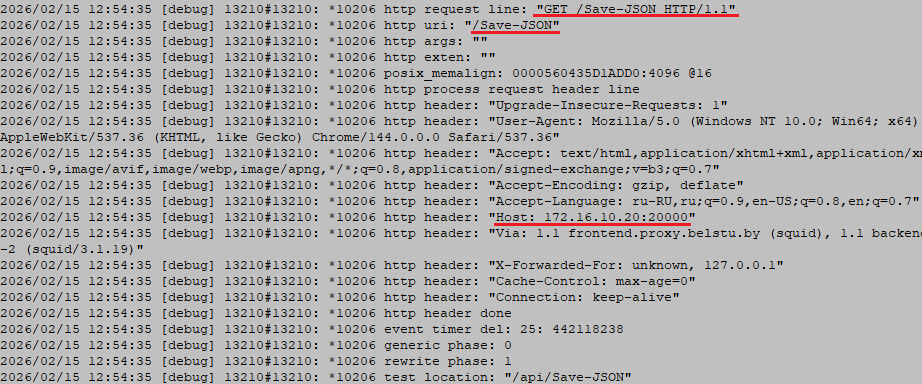 2026/02/15 12:54:35 [debug] 13210#13210: *10206 http request line: "GET /Save-JSON HTTP/1.1"
2026/02/15 12:54:35 [debug] 13210#13210: *10206 http uri: "/Save-JSON"
2026/02/15 12:54:35 [debug] 13210#13210: *10206 http args: ""
2026/02/15 12:54:35 [debug] 13210#13210: *10206 http exten: ""
2026/02/15 12:54:35 [debug] 13210#13210: *10206 posix_memalign: 0000560435D1ADD0:4096 @16
2026/02/15 12:54:35 [debug] 13210#13210: *10206 http process request header line
2026/02/15 12:54:35 [debug] 13210#13210: *10206 http header: "Upgrade-Insecure-Requests: 1"
2026/02/15 12:54:35 [debug] 13210#13210: *10206 http header: "User-Agent: Mozilla/5.0 (Windows NT 10.0; Win64; x64)
AppleWebKit/537.36 (KHTML, like Gecko) Chrome/144.0.0.0 Safari/537.36"
2026/02/15 12:54:35 [debug] 13210#13210: *10206 http header: "Accept: text/html,application/xhtml+xml,application/xm
l;q=0.9,image/avif,image/webp,image/apng,*/*;q=0.8,application/signed-exchange;v=b3;q=0.7"
2026/02/15 12:54:35 [debug] 13210#13210: *10206 http header: "Accept-Encoding: gzip, deflate"
2026/02/15 12:54:35 [debug] 13210#13210: *10206 http header: "Accept-Language: ru-RU,ru;q=0.9,en-US;q=0.8,en;q=0.7"
2026/02/15 12:54:35 [debug] 13210#13210: *10206 http header: "Host: 172.16.10.20:20000"
2026/02/15 12:54:35 [debug] 13210#13210: *10206 http header: "Via: 1.1 frontend.proxy.belstu.by (squid), 1.1 backend
-2 (squid/3.1.19)"
2026/02/15 12:54:35 [debug] 13210#13210: *10206 http header: "X-Forwarded-For: unknown, 127.0.0.1"
2026/02/15 12:54:35 [debug] 13210#13210: *10206 http header: "Cache-Control: max-age=0"
2026/02/15 12:54:35 [debug] 13210#13210: *10206 http header: "Connection: keep-alive"
2026/02/15 12:54:35 [debug] 13210#13210: *10206 http header done
2026/02/15 12:54:35 [debug] 13210#13210: *10206 event timer del: 25: 442118238
2026/02/15 12:54:35 [debug] 13210#13210: *10206 generic phase: 0
2026/02/15 12:54:35 [debug] 13210#13210: *10206 rewrite phase: 1
2026/02/15 12:54:35 [debug] 13210#13210: *10206 test location: "/api/Save-JSON"